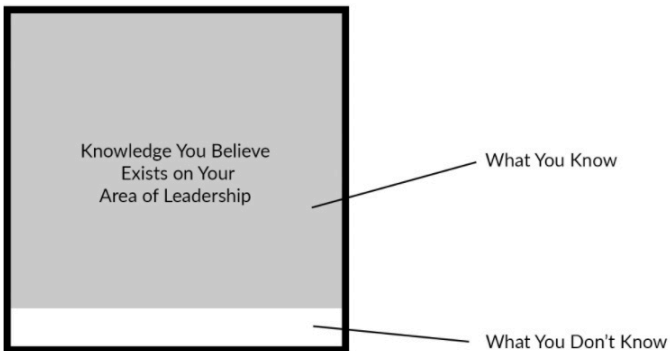 Knowledge You Believe
Exists on Your
Area of Leadership
What You Know
What You Don't Know